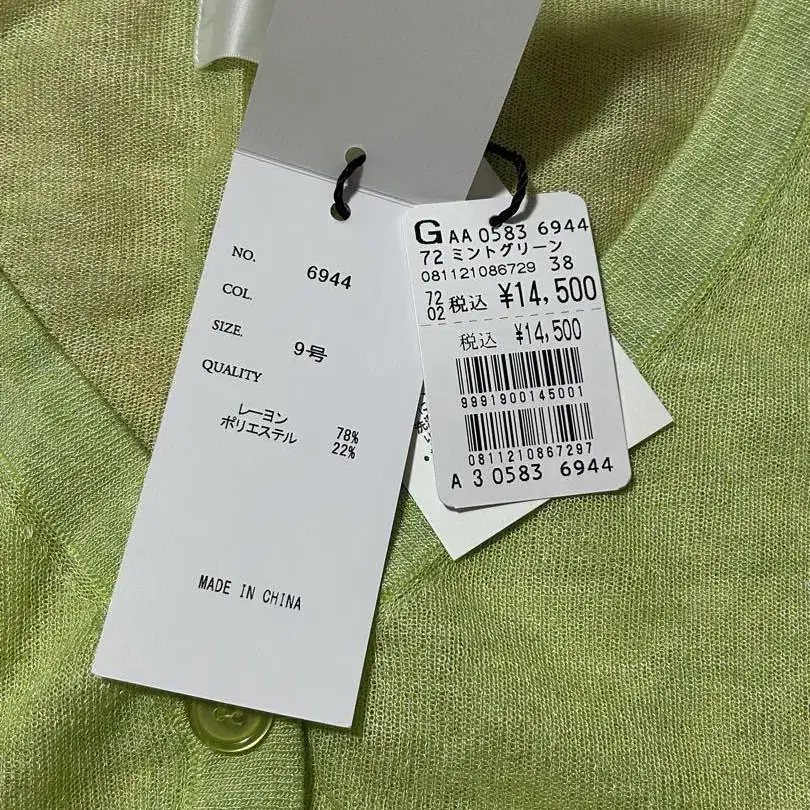 NO. 6944
COL.
SIZE. 9号
QUALITY
レーヨン 78%
ポリエステル 22%
MADE IN CHINA
G AA 0583 6944
72 ミントグリーン
081121086729 38
72
02 税込 ¥14,500
税込 ¥14,500
9991900145001
0811210867297
A 3 0583 6944